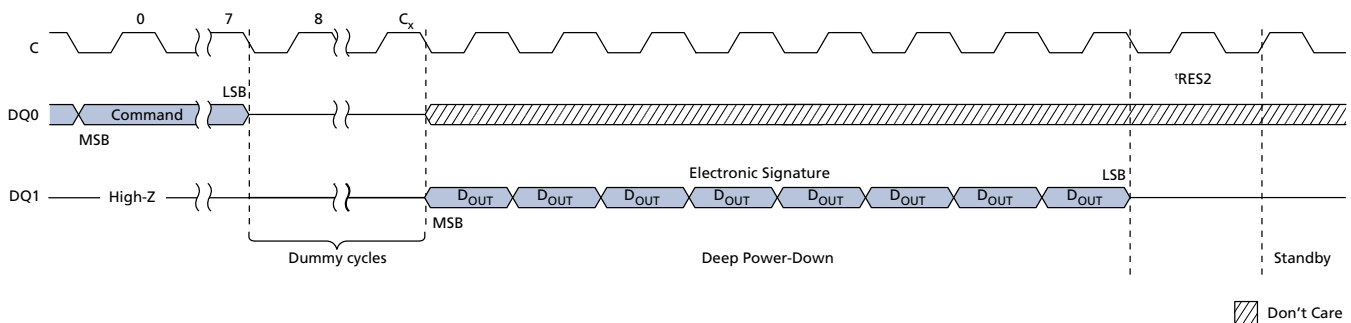 0 7 8 Cx
C
tRES2
LSB
DQ0 Command
MSB
Electronic Signature LSB
DQ1 High-Z DOUT DOUT DOUT DOUT DOUT DOUT DOUT DOUT
MSB
Dummy cycles Deep Power-Down Standby
Don't Care